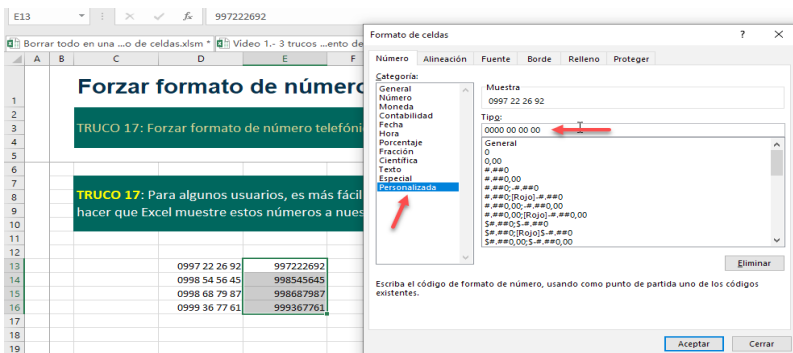 E13
fx
997222692
Borrar todo en una ...o de celdas.xlsm *
Vídeo 1.- 3 trucos ...ento de
A B C D E F
1
Forzar formato de número
2
3
TRUCO 17: Forzar formato de número telefóni
4
5
6
7
8
TRUCO 17: Para algunos usuarios, es más fácil
9
hacer que Excel muestre estos números a nues
10
11
12
13 0997 22 26 92 997222692
14 0998 54 56 45 998545645
15 0998 68 79 87 998687987
16 0999 36 77 61 999367761
17
18
19
Formato de celdas
?
Número Alineación Fuente Borde Relleno Proteger
Categoría:
General
Número
Moneda
Contabilidad
Fecha
Hora
Porcentaje
Fracción
Científica
Texto
Especial
Personalizada
Muestra
0997 22 26 92
Tipo:
0000 00 00 00
General
0
0,00
#.##0
#.##0,00
#.##0;-#.##0
#.##0;[Rojo]-#.##0
#.##0,00;-#.##0,00
#.##0,00;[Rojo]-#.##0,00
$#.##0;$-#.##0
$#.##0;[Rojo]$-#.##0
$#.##0,00;$-#.##0,00
Eliminar
Escriba el código de formato de número, usando como punto de partida uno de los códigos
existentes.
Aceptar
Cerrar